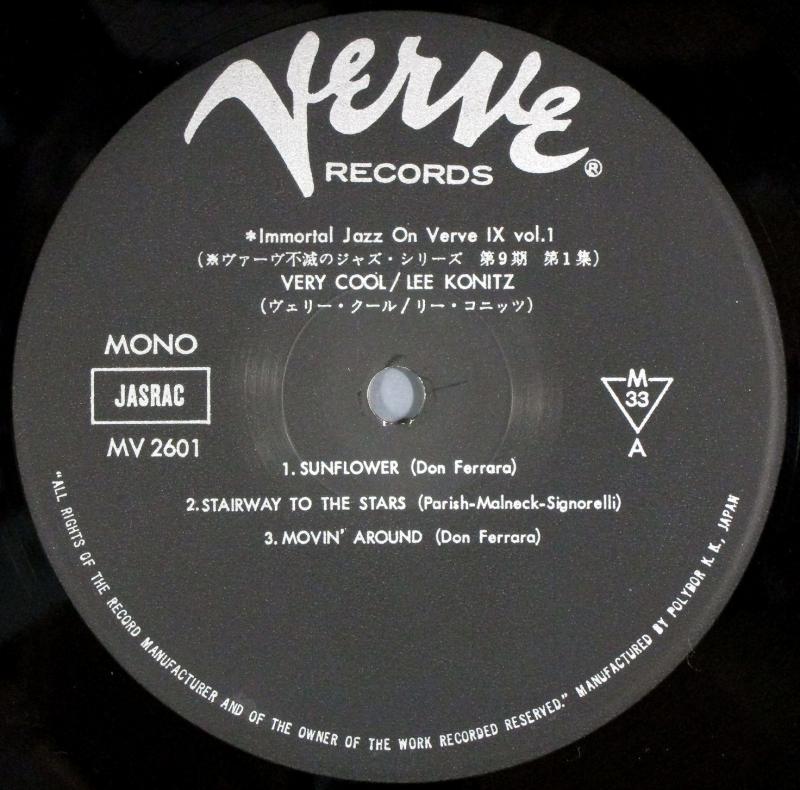 Verve
RECORDS ®
*Immortal Jazz On Verve IX vol.1
(※ヴァーヴ不滅のジャズ・シリーズ 第9期 第1集)
VERY COOL/LEE KONITZ
(ヴェリー・クール/リー・コニッツ)
MONO
JASRAC
MV 2601
M
33
A
1. SUNFLOWER (Don Ferrara)
2. STAIRWAY TO THE STARS (Parish-Malneck-Signorelli)
3. MOVIN' AROUND (Don Ferrara)
"ALL RIGHTS OF THE RECORD MANUFACTURER AND OF THE OWNER OF THE WORK RECORDED RESERVED." MANUFACTURED BY POLYDOR K. K., JAPAN